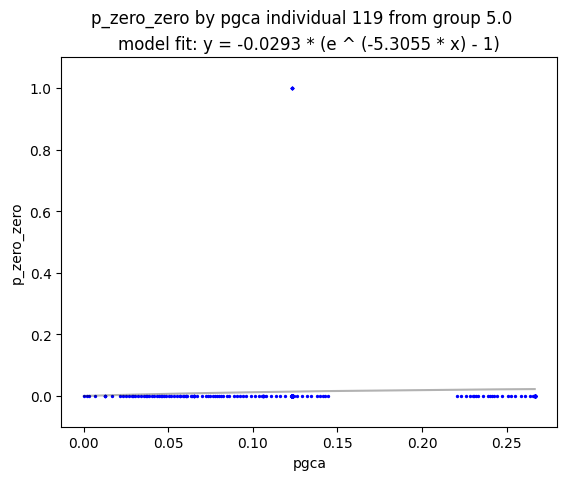 p_zero_zero by pgca individual 119 from group 5.0
model fit: y = -0.0293 * (e ^ (-5.3055 * x) - 1)
1.0
0.8
0.6
0.4
0.2
0.0
p_zero_zero
0.00 0.05 0.10 0.15 0.20 0.25
pgca